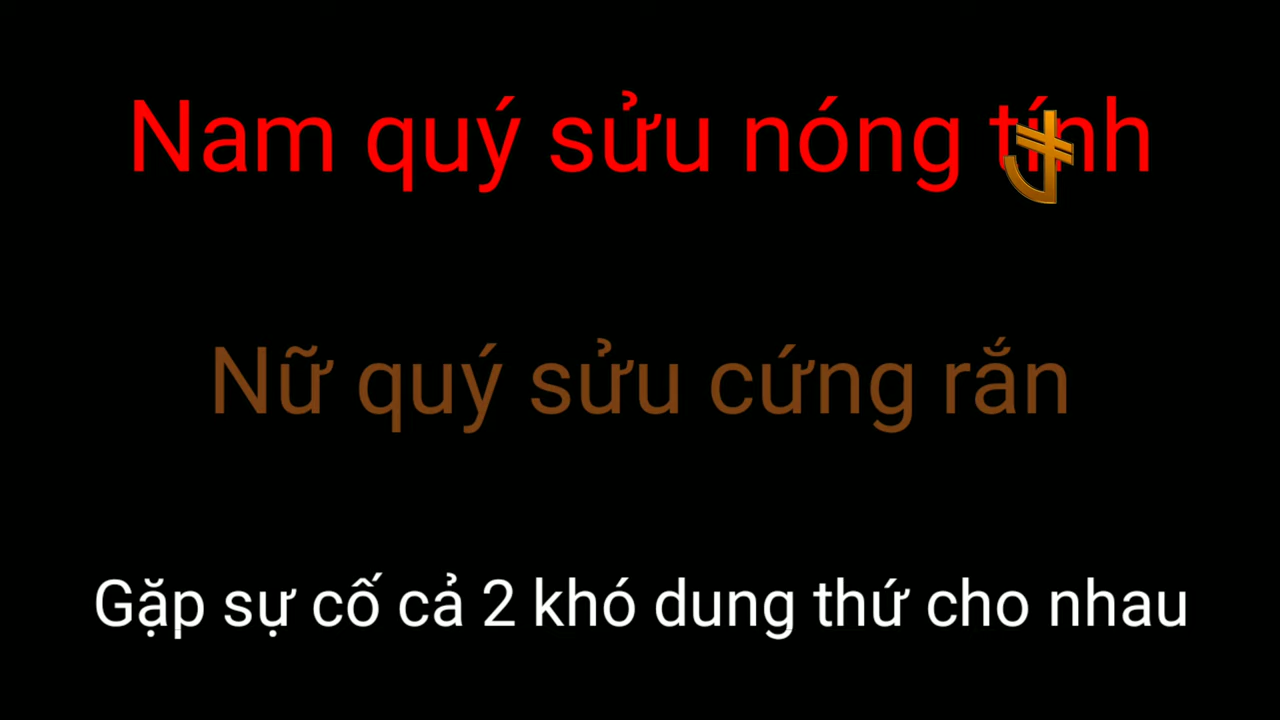 Nam quý sửu nóng tính
Nữ quý sửu cứng rắn
Gặp sự cố cả 2 khó dung thứ cho nhau